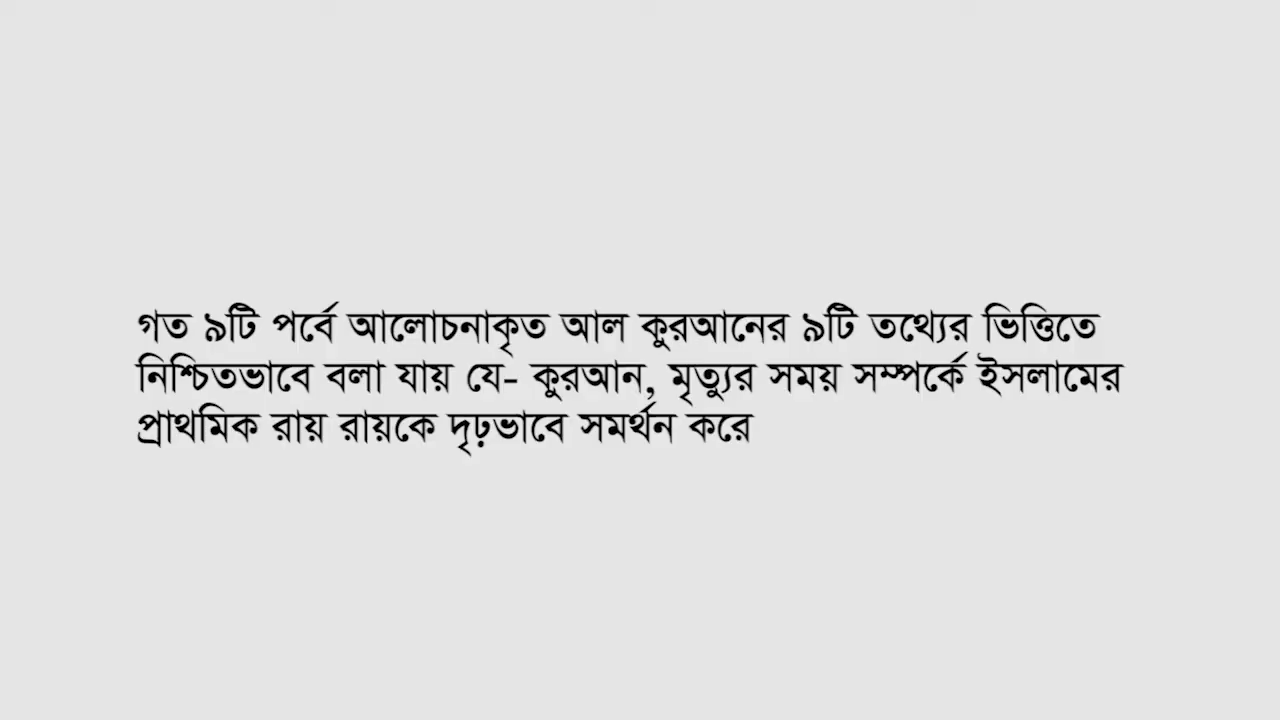 গত ৯টি পর্বে আলোচনাকৃত আল কুরআনের ৯টি তথ্যের ভিত্তিতে
নিশ্চিতভাবে বলা যায় যে- কুরআন, মৃত্যুর সময় সম্পর্কে ইসলামের
প্রাথমিক রায় রায়কে দৃঢ়ভাবে সমর্থন করে